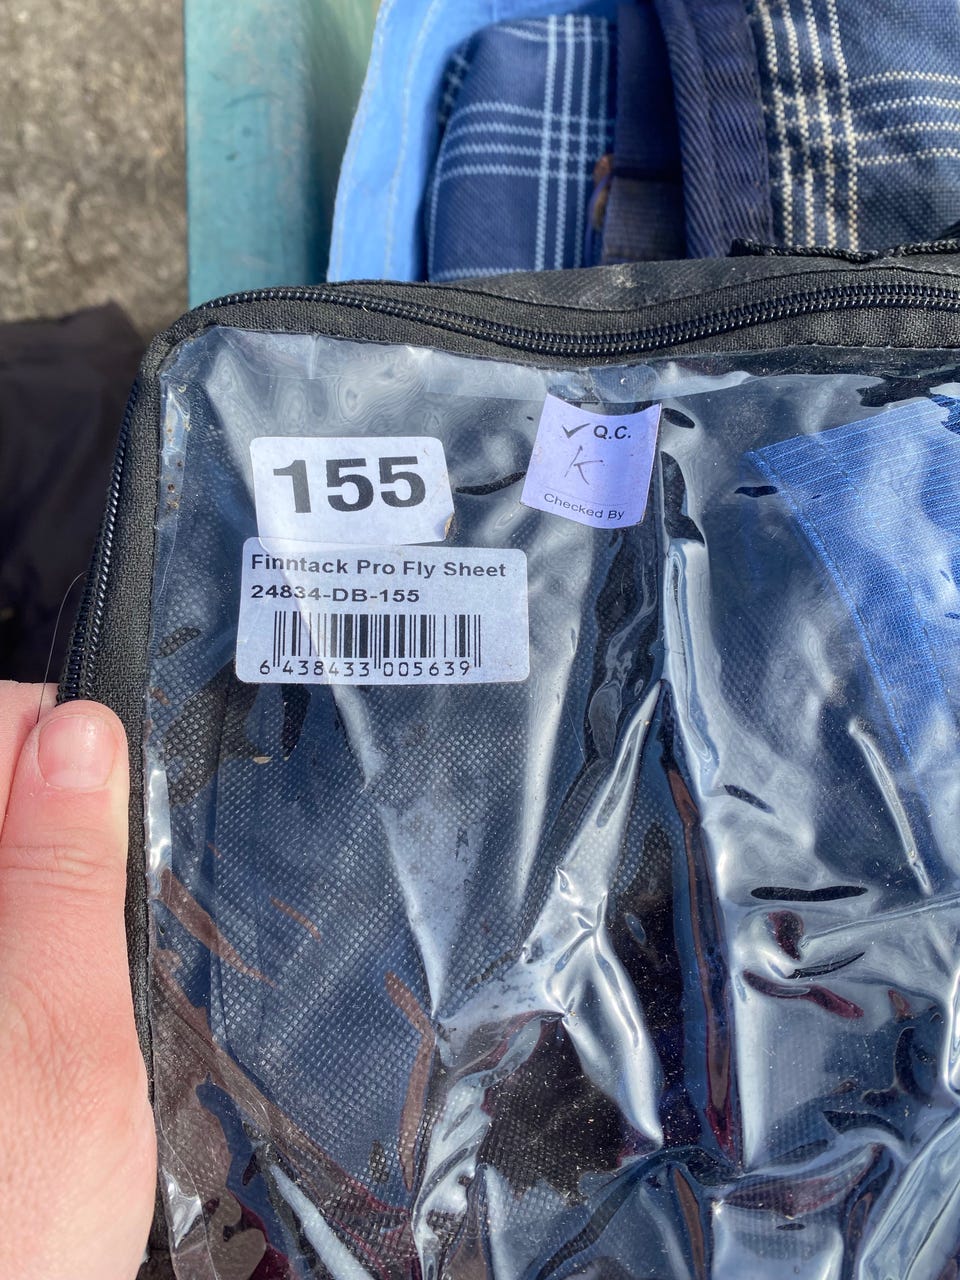 155
✓ Q.C.
K
Checked By
Finntack Pro Fly Sheet
24834-DB-155
6 438433 005639